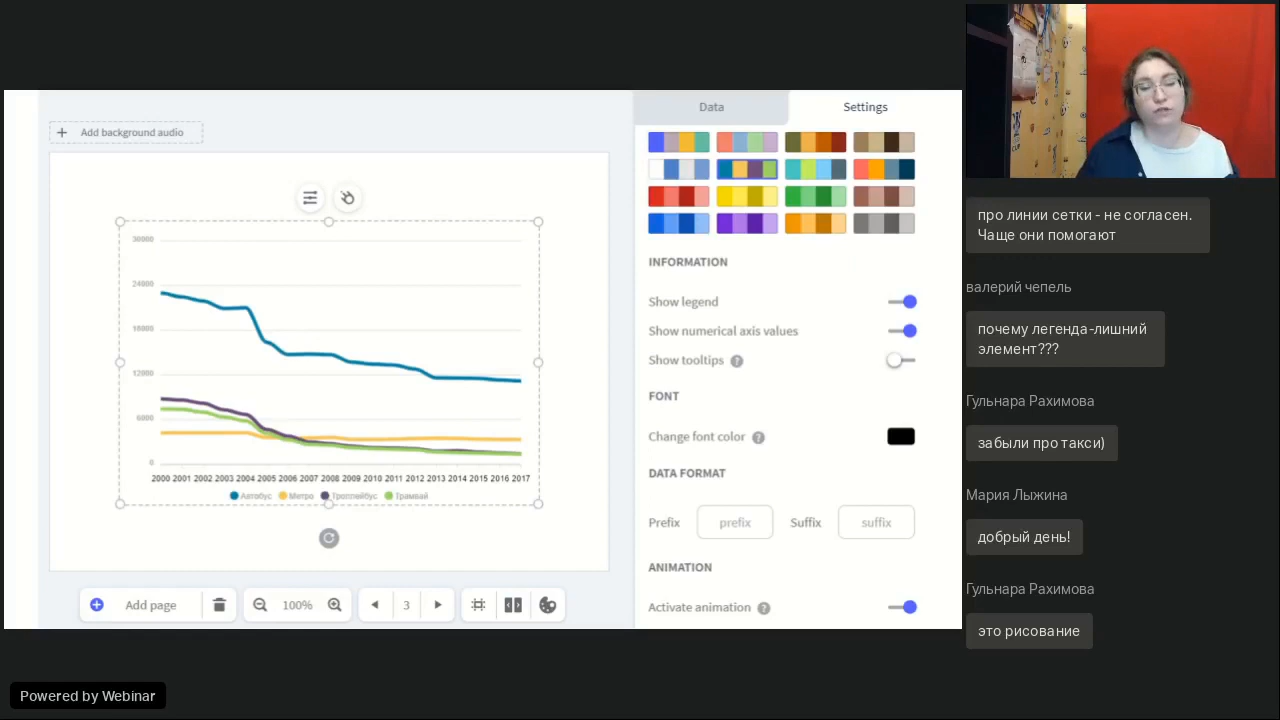 Data
Settings
Add background audio
30000
24000
18000
12000
6000
0
2000 2001 2002 2003 2004 2005 2006 2007 2008 2009 2010 2011 2012 2013 2014 2015 2016 2017
Автобус Метро Троллейбус Трамвай
Add page
100%
3
INFORMATION
Show legend
Show numerical axis values
Show tooltips ?
FONT
Change font color ?
DATA FORMAT
Prefix prefix Suffix suffix
ANIMATION
Activate animation ?
про линии сетки - не согласен.
Чаще они помогают
валерий чепель
почему легенда-лишний
элемент???
Гульнара Рахимова
забыли про такси)
Мария Лыжина
добрый день!
Гульнара Рахимова
это рисование
Powered by Webinar